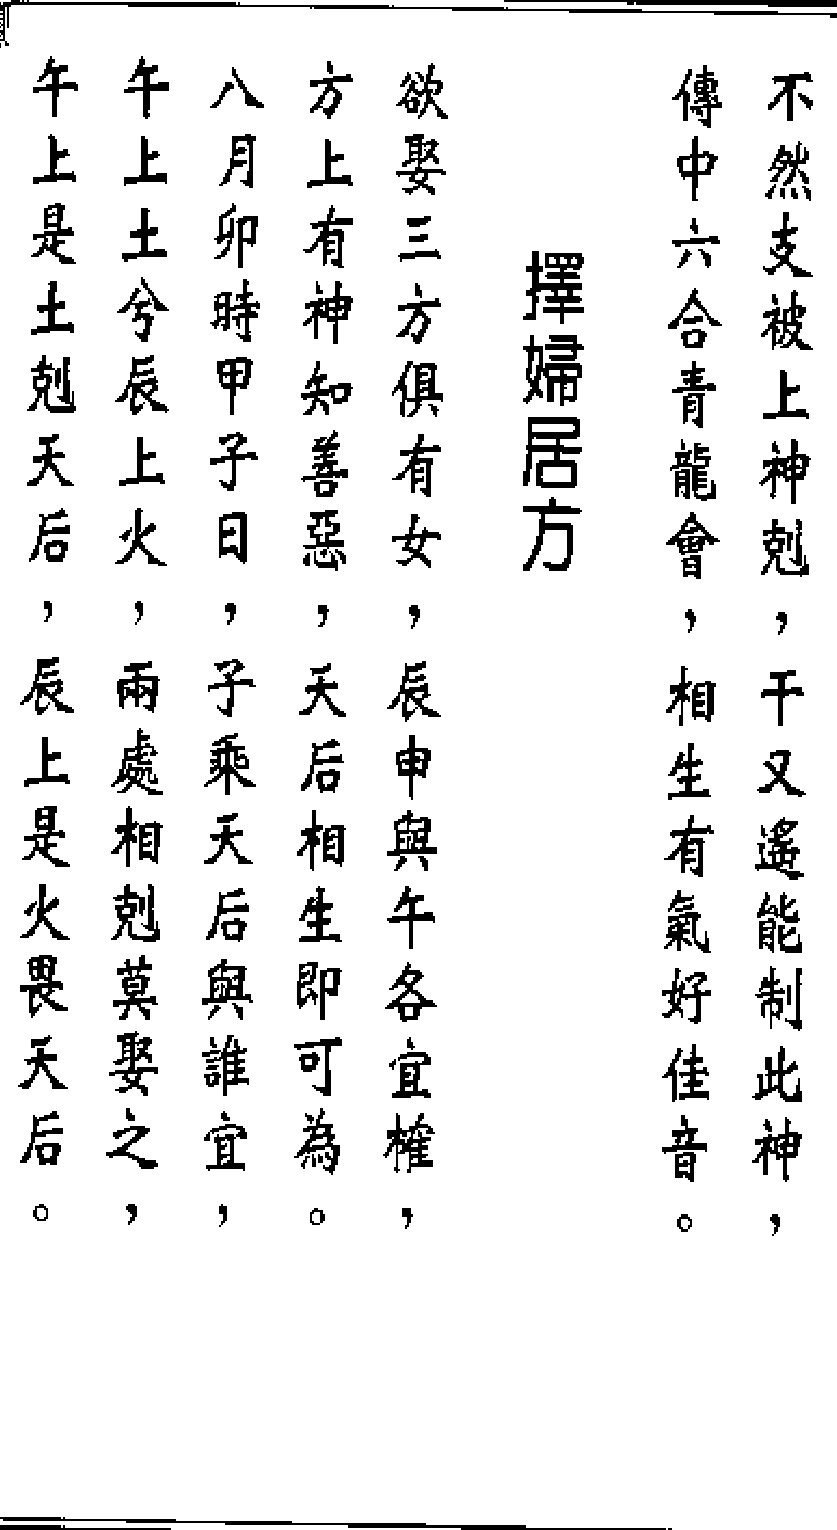 不然支被上神剋，干又遙能制此神，
傳中六合青龍會，相生有氣好佳音。
擇婦居方
欲娶三方俱有女，辰申與午各宜榷，
方上有神知善惡，天后相生即可為。
八月卯時甲子日，子乘天后與誰宜，
午上土兮辰上火，兩處相剋莫娶之，
午上是土剋天后，辰上是火畏天后。